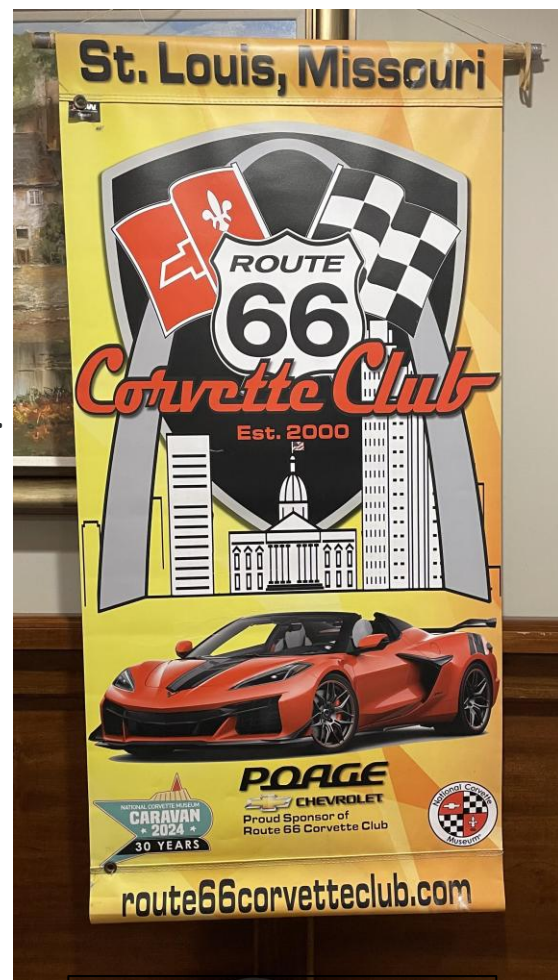 St. Louis, Missouri
ROUTE
66
Corvette Club
Est. 2000
POAGE
CHEVROLET
Proud Sponsor of
Route 66 Corvette Club
NATIONAL CORVETTE MUSEUM
CARAVAN
2024
30 YEARS
National Corvette
Museum
route66corvetteclub.com